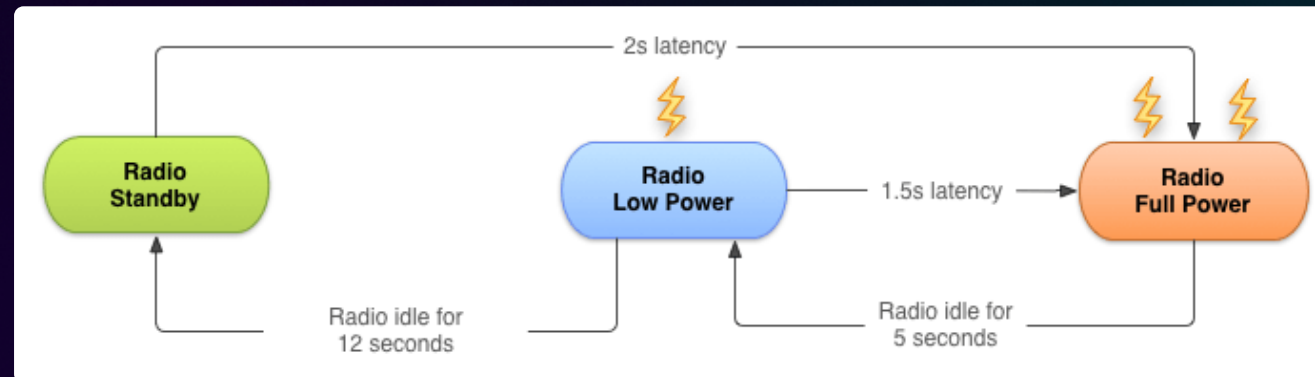 2s latency
Radio
Standby
Radio
Low Power
1.5s latency
Radio
Full Power
Radio idle for
12 seconds
Radio idle for
5 seconds